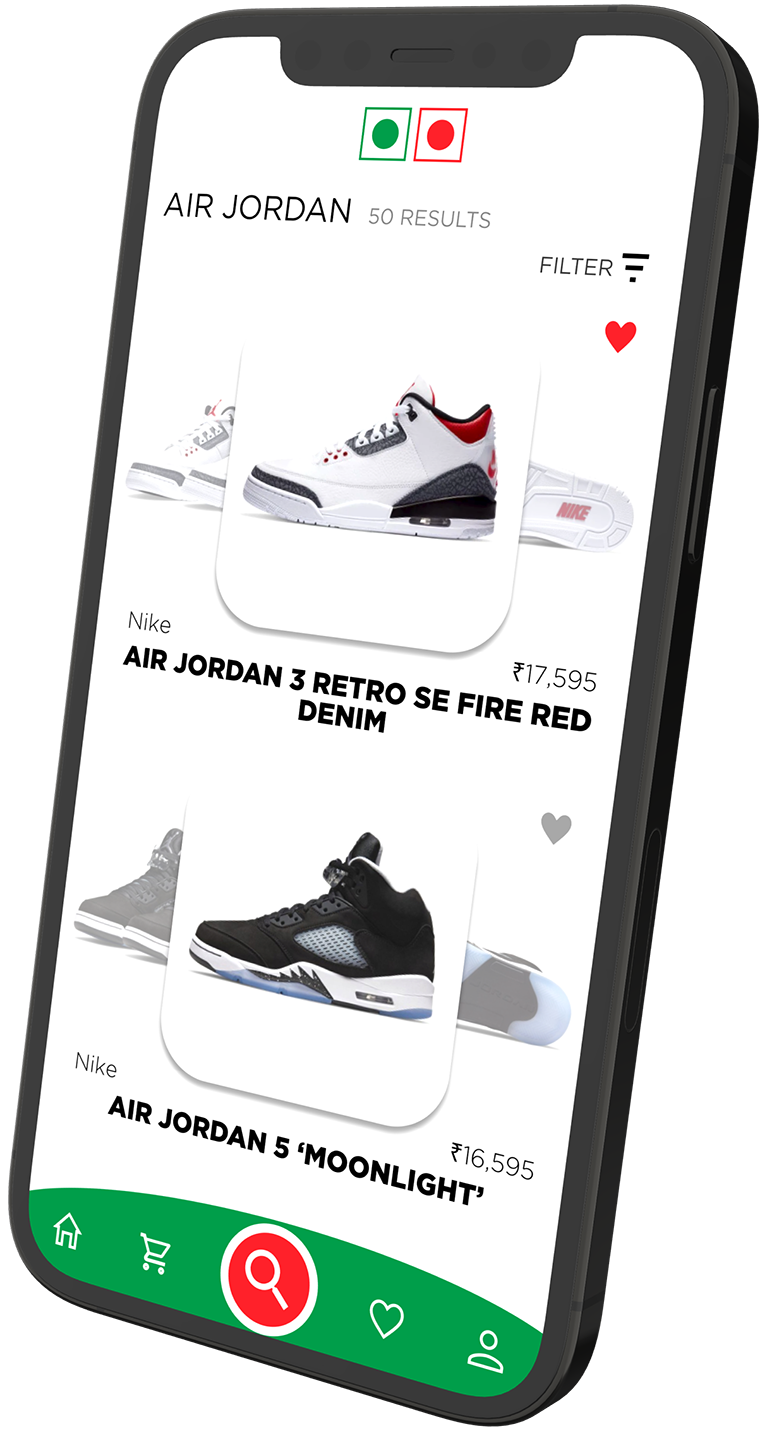 AIR JORDAN 50 RESULTS
FILTER
NIKE
Nike
₹17,595
AIR JORDAN 3 RETRO SE FIRE RED
DENIM
Nike
₹16,595
AIR JORDAN 5 ‘MOONLIGHT’